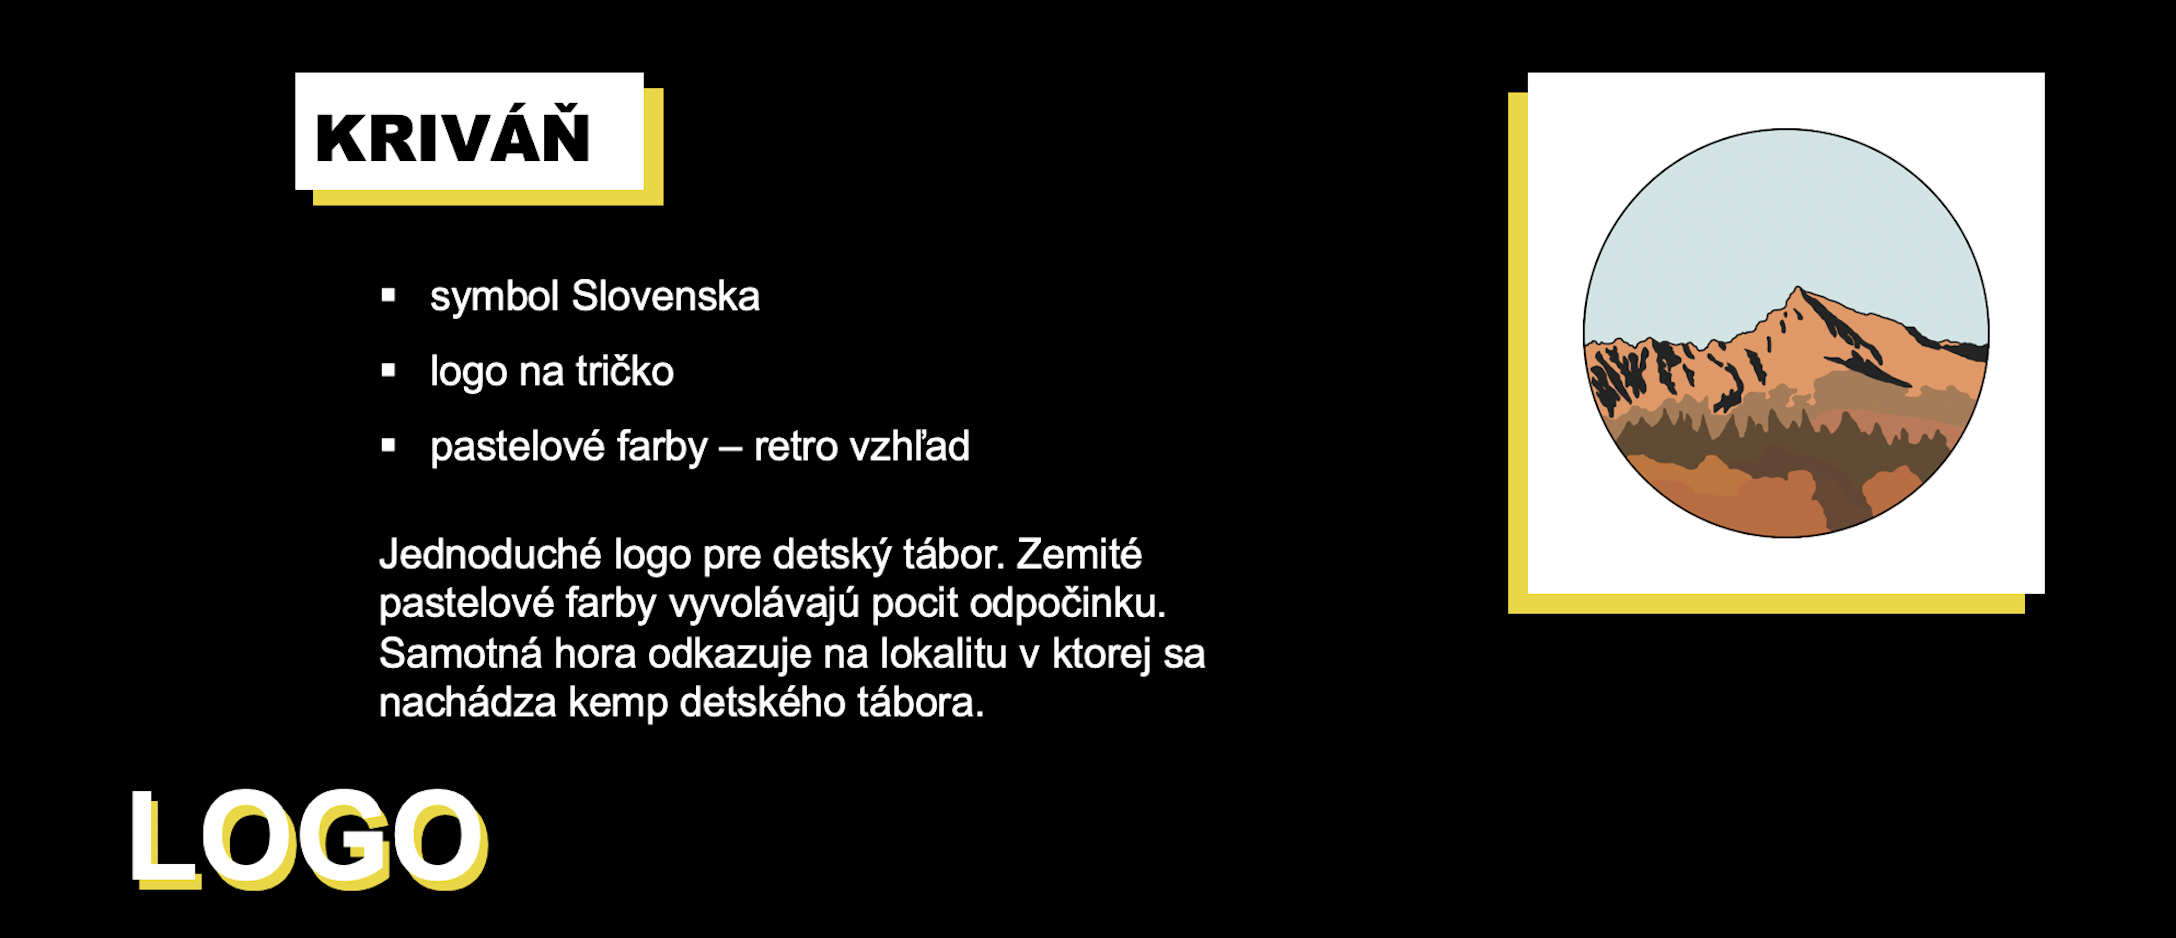 KRIVÁŇ
▪ symbol Slovenska
▪ logo na tričko
▪ pastelové farby – retro vzhľad
Jednoduché logo pre detský tábor. Zemité
pastelové farby vyvolávajú pocit odpočinku.
Samotná hora odkazuje na lokalitu v ktorej sa
nachádza kemp detského tábora.
LOGO